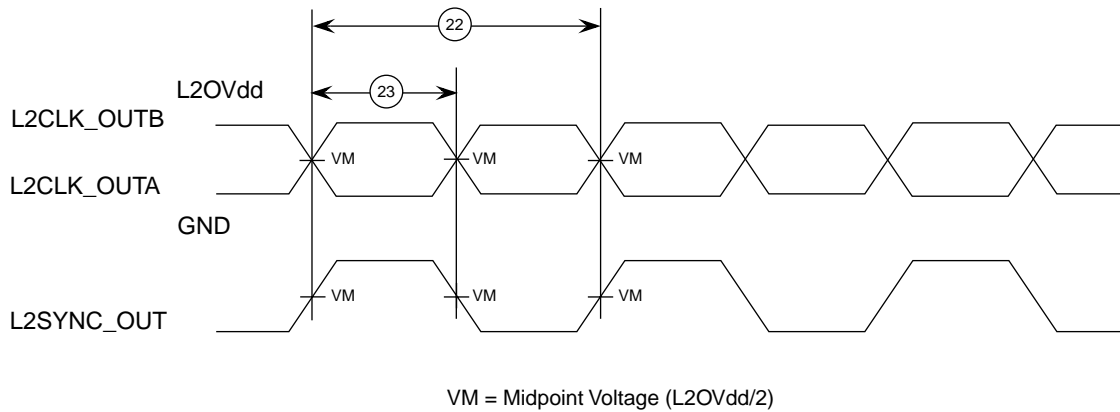 22
L2OVdd
23
L2CLK_OUTB
VM VM VM
L2CLK_OUTA
GND
VM VM VM
L2SYNC_OUT
VM = Midpoint Voltage (L2OVdd/2)